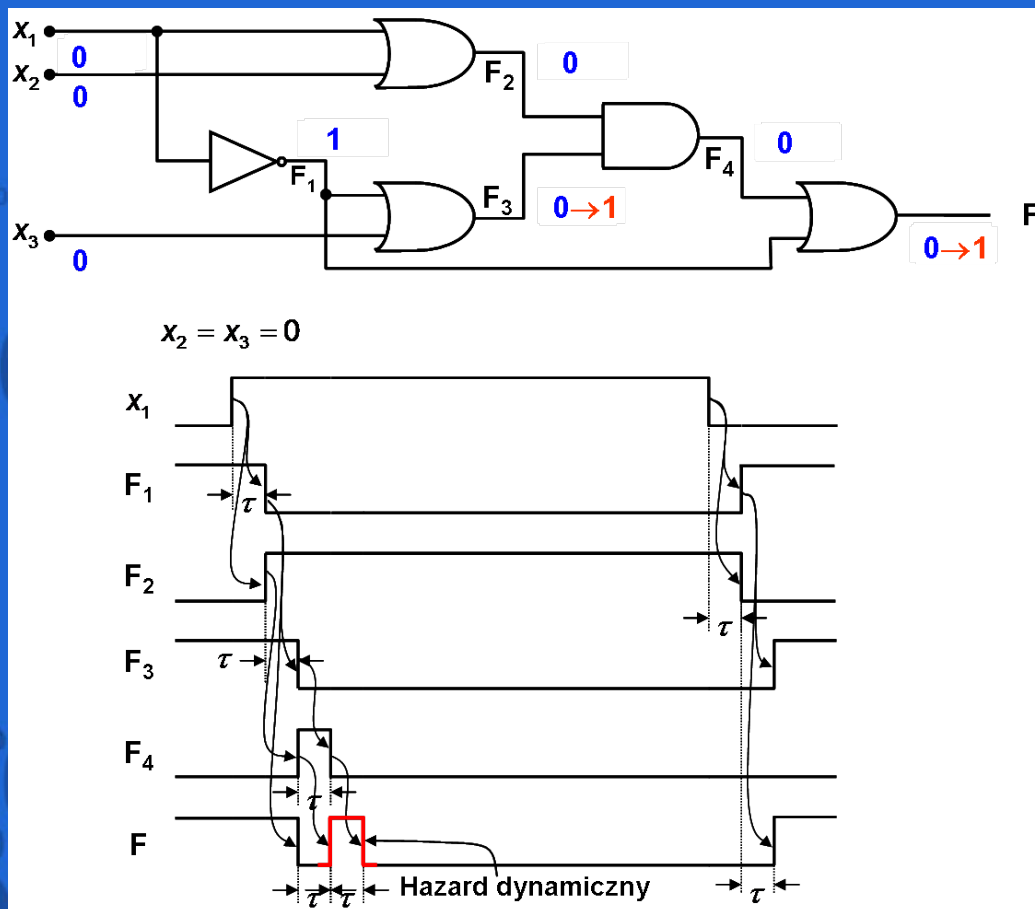 x₁
0
x₂
0
F₂
0
1
F₁
F₄
0
F₃
0→1
x₃
0
F
0→1
x₂ = x₃ = 0
x₁
F₁
τ
F₂
τ
F₃
τ
F₄
τ
F
Hazard dynamiczny
τ τ
τ